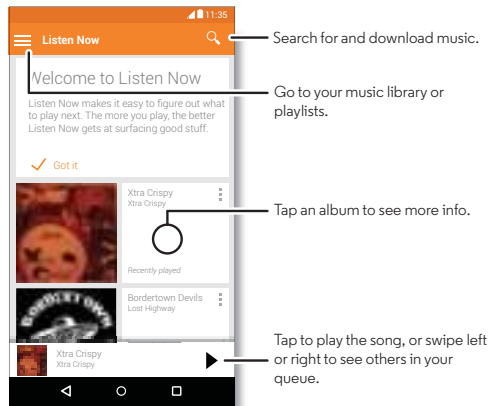 11:35
Listen Now
Search for and download music.
Welcome to Listen Now
Listen Now makes it easy to figure out what
to play next. The more you play, the better
Listen Now gets at surfacing good stuff.
Got it
Go to your music library or
playlists.
Xtra Crispy
Xtra Crispy
Recently played
Tap an album to see more info.
BORDERTOWN
Bordertown Devils
Lost Highway
Xtra Crispy
Xtra Crispy
Tap to play the song, or swipe left
or right to see others in your
queue.